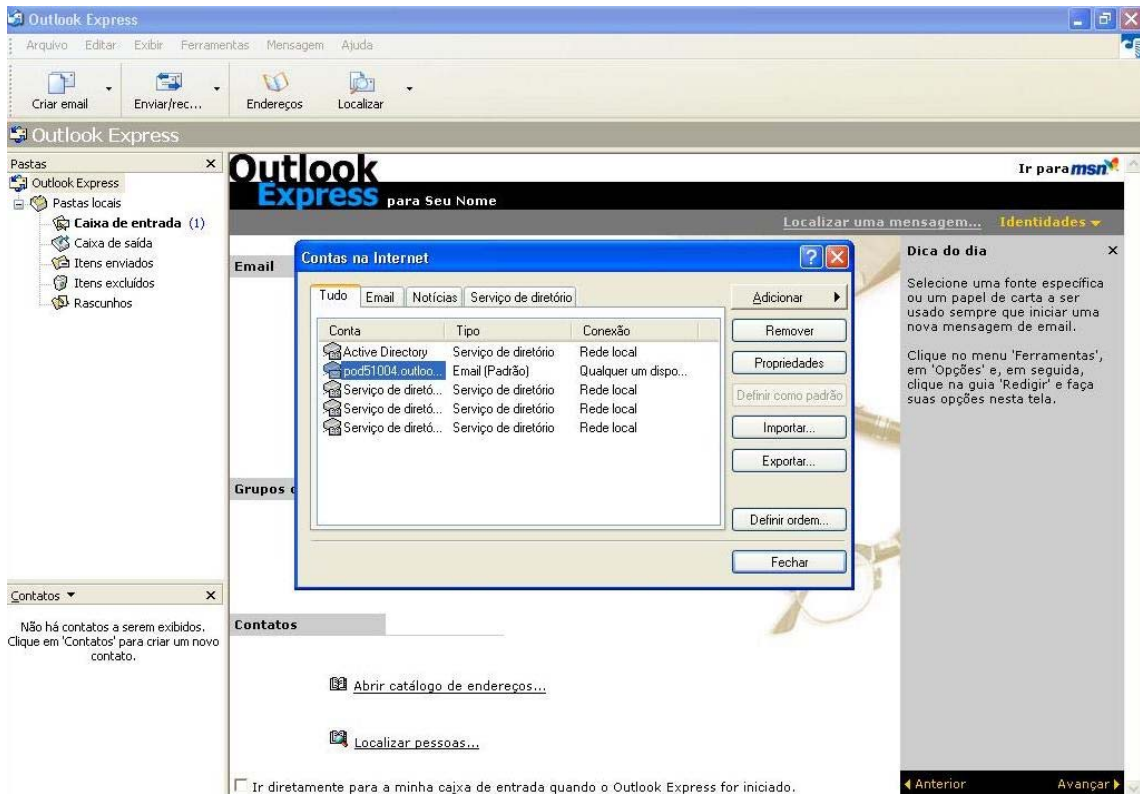 Outlook Express
Arquivo Editar Exibir Ferramentas Mensagem Ajuda
Criar email Enviar/rec... Endereços Localizar
Outlook Express
Pastas
Outlook Express
Pastas locais
Caixa de entrada (1)
Caixa de saída
Itens enviados
Itens excluídos
Rascunhos
Contatos
Não há contatos a serem exibidos.
Clique em 'Contatos' para criar um novo
contato.
Outlook
Express para Seu Nome
Ir para msn
Localizar uma mensagem... Identidades
Email
Grupos
Contatos
Abrir catálogo de endereços...
Localizar pessoas...
Ir diretamente para a minha caixa de entrada quando o Outlook Express for iniciado.
Contas na Internet
Tudo Email Notícias Serviço de diretório
Conta Tipo Conexão
Active Directory Serviço de diretório Rede local
pod51004.outloo... Email (Padrão) Qualquer um dispo...
Serviço de diretó... Serviço de diretório Rede local
Serviço de diretó... Serviço de diretório Rede local
Serviço de diretó... Serviço de diretório Rede local
Adicionar
Remover
Propriedades
Definir como padrão
Importar...
Exportar...
Definir ordem...
Fechar
Dica do dia
Selecione uma fonte específica
ou um papel de carta a ser
usado sempre que iniciar uma
nova mensagem de email.
Clique no menu 'Ferramentas',
em 'Opções' e, em seguida,
clique na guia 'Redigir' e faça
suas opções nesta tela.
Anterior Avançar